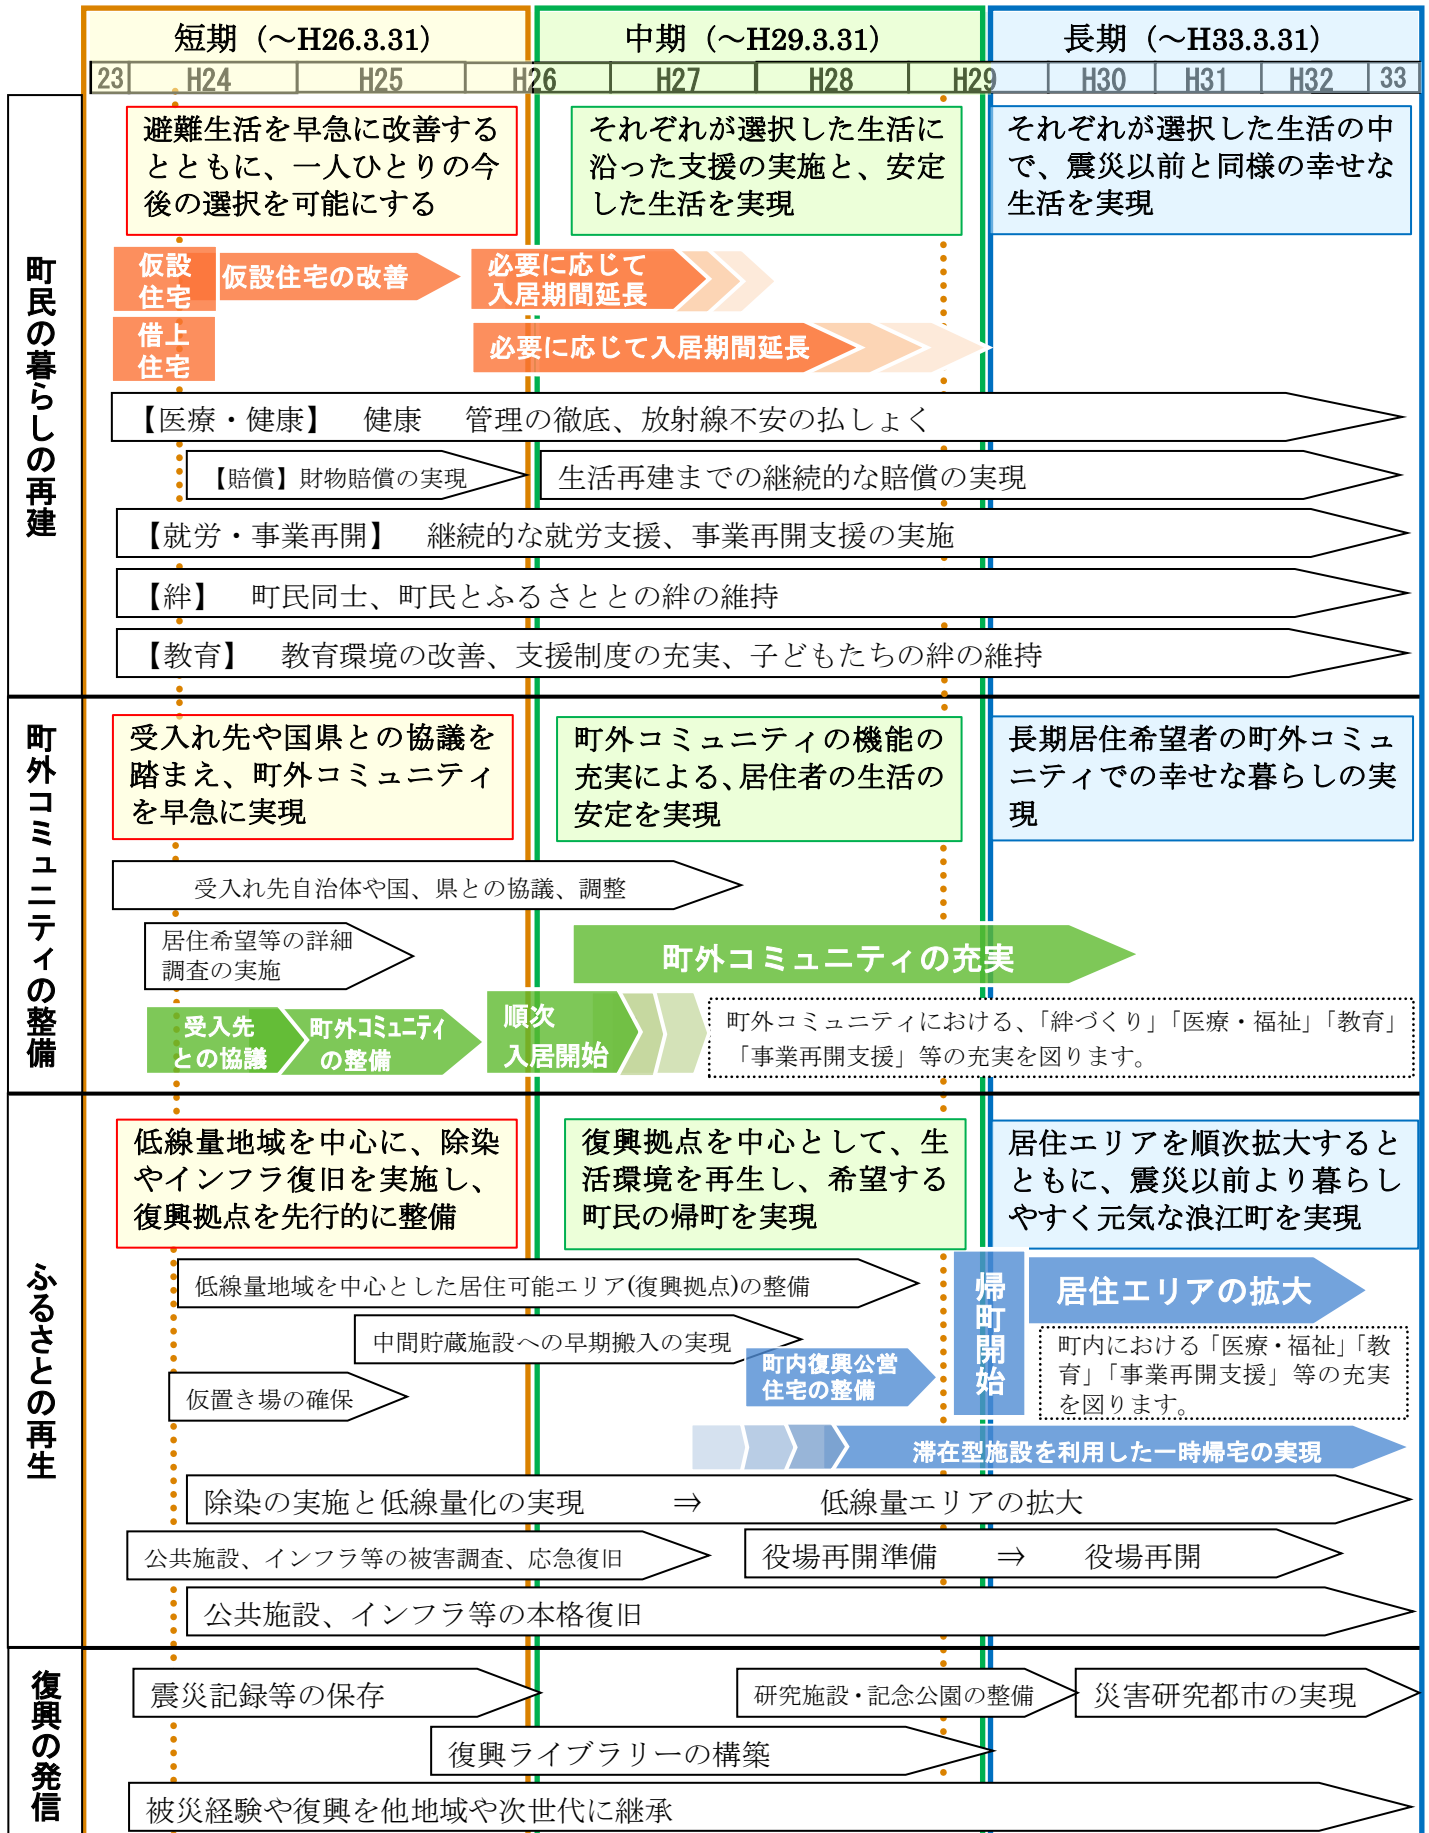 短期（～H26.3.31）
中期（～H29.3.31）
長期（～H33.3.31）
23 H24 H25 H26 H27 H28 H29 H30 H31 H32 33
町民の暮らしの再建
避難生活を早急に改善する
とともに、一人ひとりの今
後の選択を可能にする
それぞれが選択した生活に
沿った支援の実施と、安定
した生活を実現
それぞれが選択した生活の中
で、震災以前と同様の幸せな
生活を実現
仮設
住宅
仮設住宅の改善
必要に応じて
入居期間延長
借上
住宅
必要に応じて入居期間延長
【医療・健康】　健康　管理の徹底、放射線不安の払しょく
【賠償】財物賠償の実現
生活再建までの継続的な賠償の実現
【就労・事業再開】　継続的な就労支援、事業再開支援の実施
【絆】　町民同士、町民とふるさととの絆の維持
【教育】　教育環境の改善、支援制度の充実、子どもたちの絆の維持
町外コミュニティの整備
受入れ先や国県との協議を
踏まえ、町外コミュニティ
を早急に実現
町外コミュニティの機能の
充実による、居住者の生活の
安定を実現
長期居住希望者の町外コミュ
ニティでの幸せな暮らしの実
現
受入れ先自治体や国、県との協議、調整
居住希望等の詳細
調査の実施
町外コミュニティの充実
受入先
との協議
町外コミュニティ
の整備
順次
入居開始
町外コミュニティにおける、「絆づくり」「医療・福祉」「教育」
「事業再開支援」等の充実を図ります。
ふるさとの再生
低線量地域を中心に、除染
やインフラ復旧を実施し、
復興拠点を先行的に整備
復興拠点を中心として、生
活環境を再生し、希望する
町民の帰町を実現
居住エリアを順次拡大すると
ともに、震災以前より暮らし
やすく元気な浪江町を実現
低線量地域を中心とした居住可能エリア(復興拠点)の整備
帰町開始
居住エリアの拡大
中間貯蔵施設への早期搬入の実現
町内復興公営
住宅の整備
町内における「医療・福祉」「教
育」「事業再開支援」等の充実
を図ります。
仮置き場の確保
滞在型施設を利用した一時帰宅の実現
除染の実施と低線量化の実現　⇒　低線量エリアの拡大
公共施設、インフラ等の被害調査、応急復旧
役場再開準備　⇒　役場再開
公共施設、インフラ等の本格復旧
復興の発信
震災記録等の保存
研究施設・記念公園の整備
災害研究都市の実現
復興ライブラリーの構築
被災経験や復興を他地域や次世代に継承